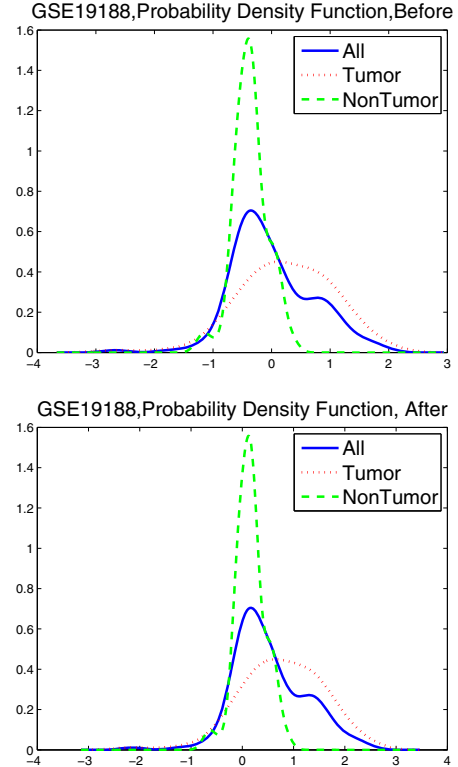 GSE19188,Probability Density Function,Before
1.6
1.4
1.2
1
0.8
0.6
0.4
0.2
0
All
Tumor
NonTumor
−4 −3 −2 −1 0 1 2 3
GSE19188,Probability Density Function, After
1.6
1.4
1.2
1
0.8
0.6
0.4
0.2
0
All
Tumor
NonTumor
−4 −3 −2 −1 0 1 2 3 4